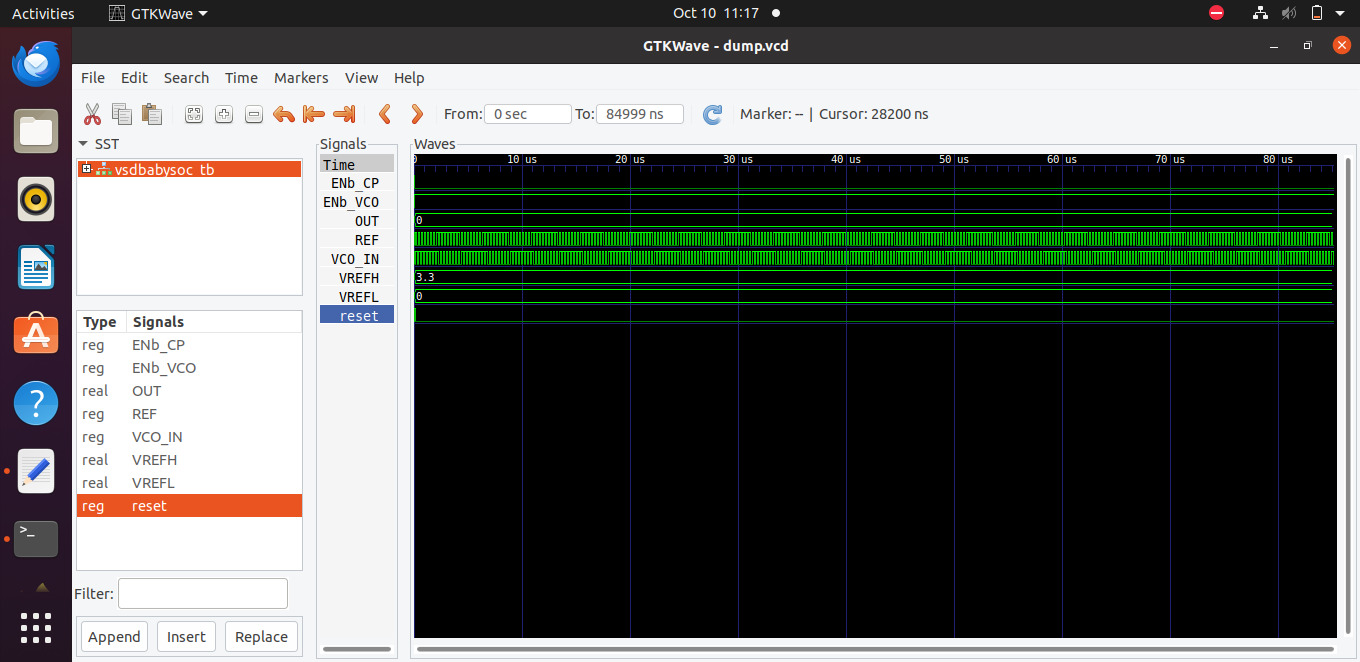 Activities GTKWave Oct 10 11:17
GTKWave - dump.vcd
File Edit Search Time Markers View Help
From: 0 sec To: 84999 ns Marker: -- | Cursor: 28200 ns
SST
vsdbabysoc_tb
Type Signals
reg ENb_CP
reg ENb_VCO
real OUT
reg REF
reg VCO_IN
real VREFH
real VREFL
reg reset
Filter:
Append Insert Replace
Signals
Time
ENb_CP
ENb_VCO
OUT
REF
VCO_IN
VREFH
VREFL
reset
Waves
0 10 us 20 us 30 us 40 us 50 us 60 us 70 us 80 us
0
3.3
0